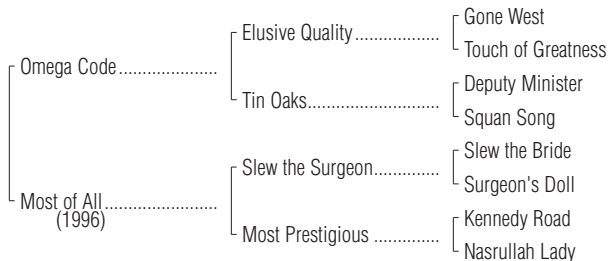 Gone West
Elusive Quality..................
Touch of Greatness
Omega Code.....................
Deputy Minister
Tin Oaks............................
Squan Song
Slew the Bride
Slew the Surgeon..............
Surgeon's Doll
Most of All........................
(1996)
Kennedy Road
Most Prestigious ..............
Nasrullah Lady